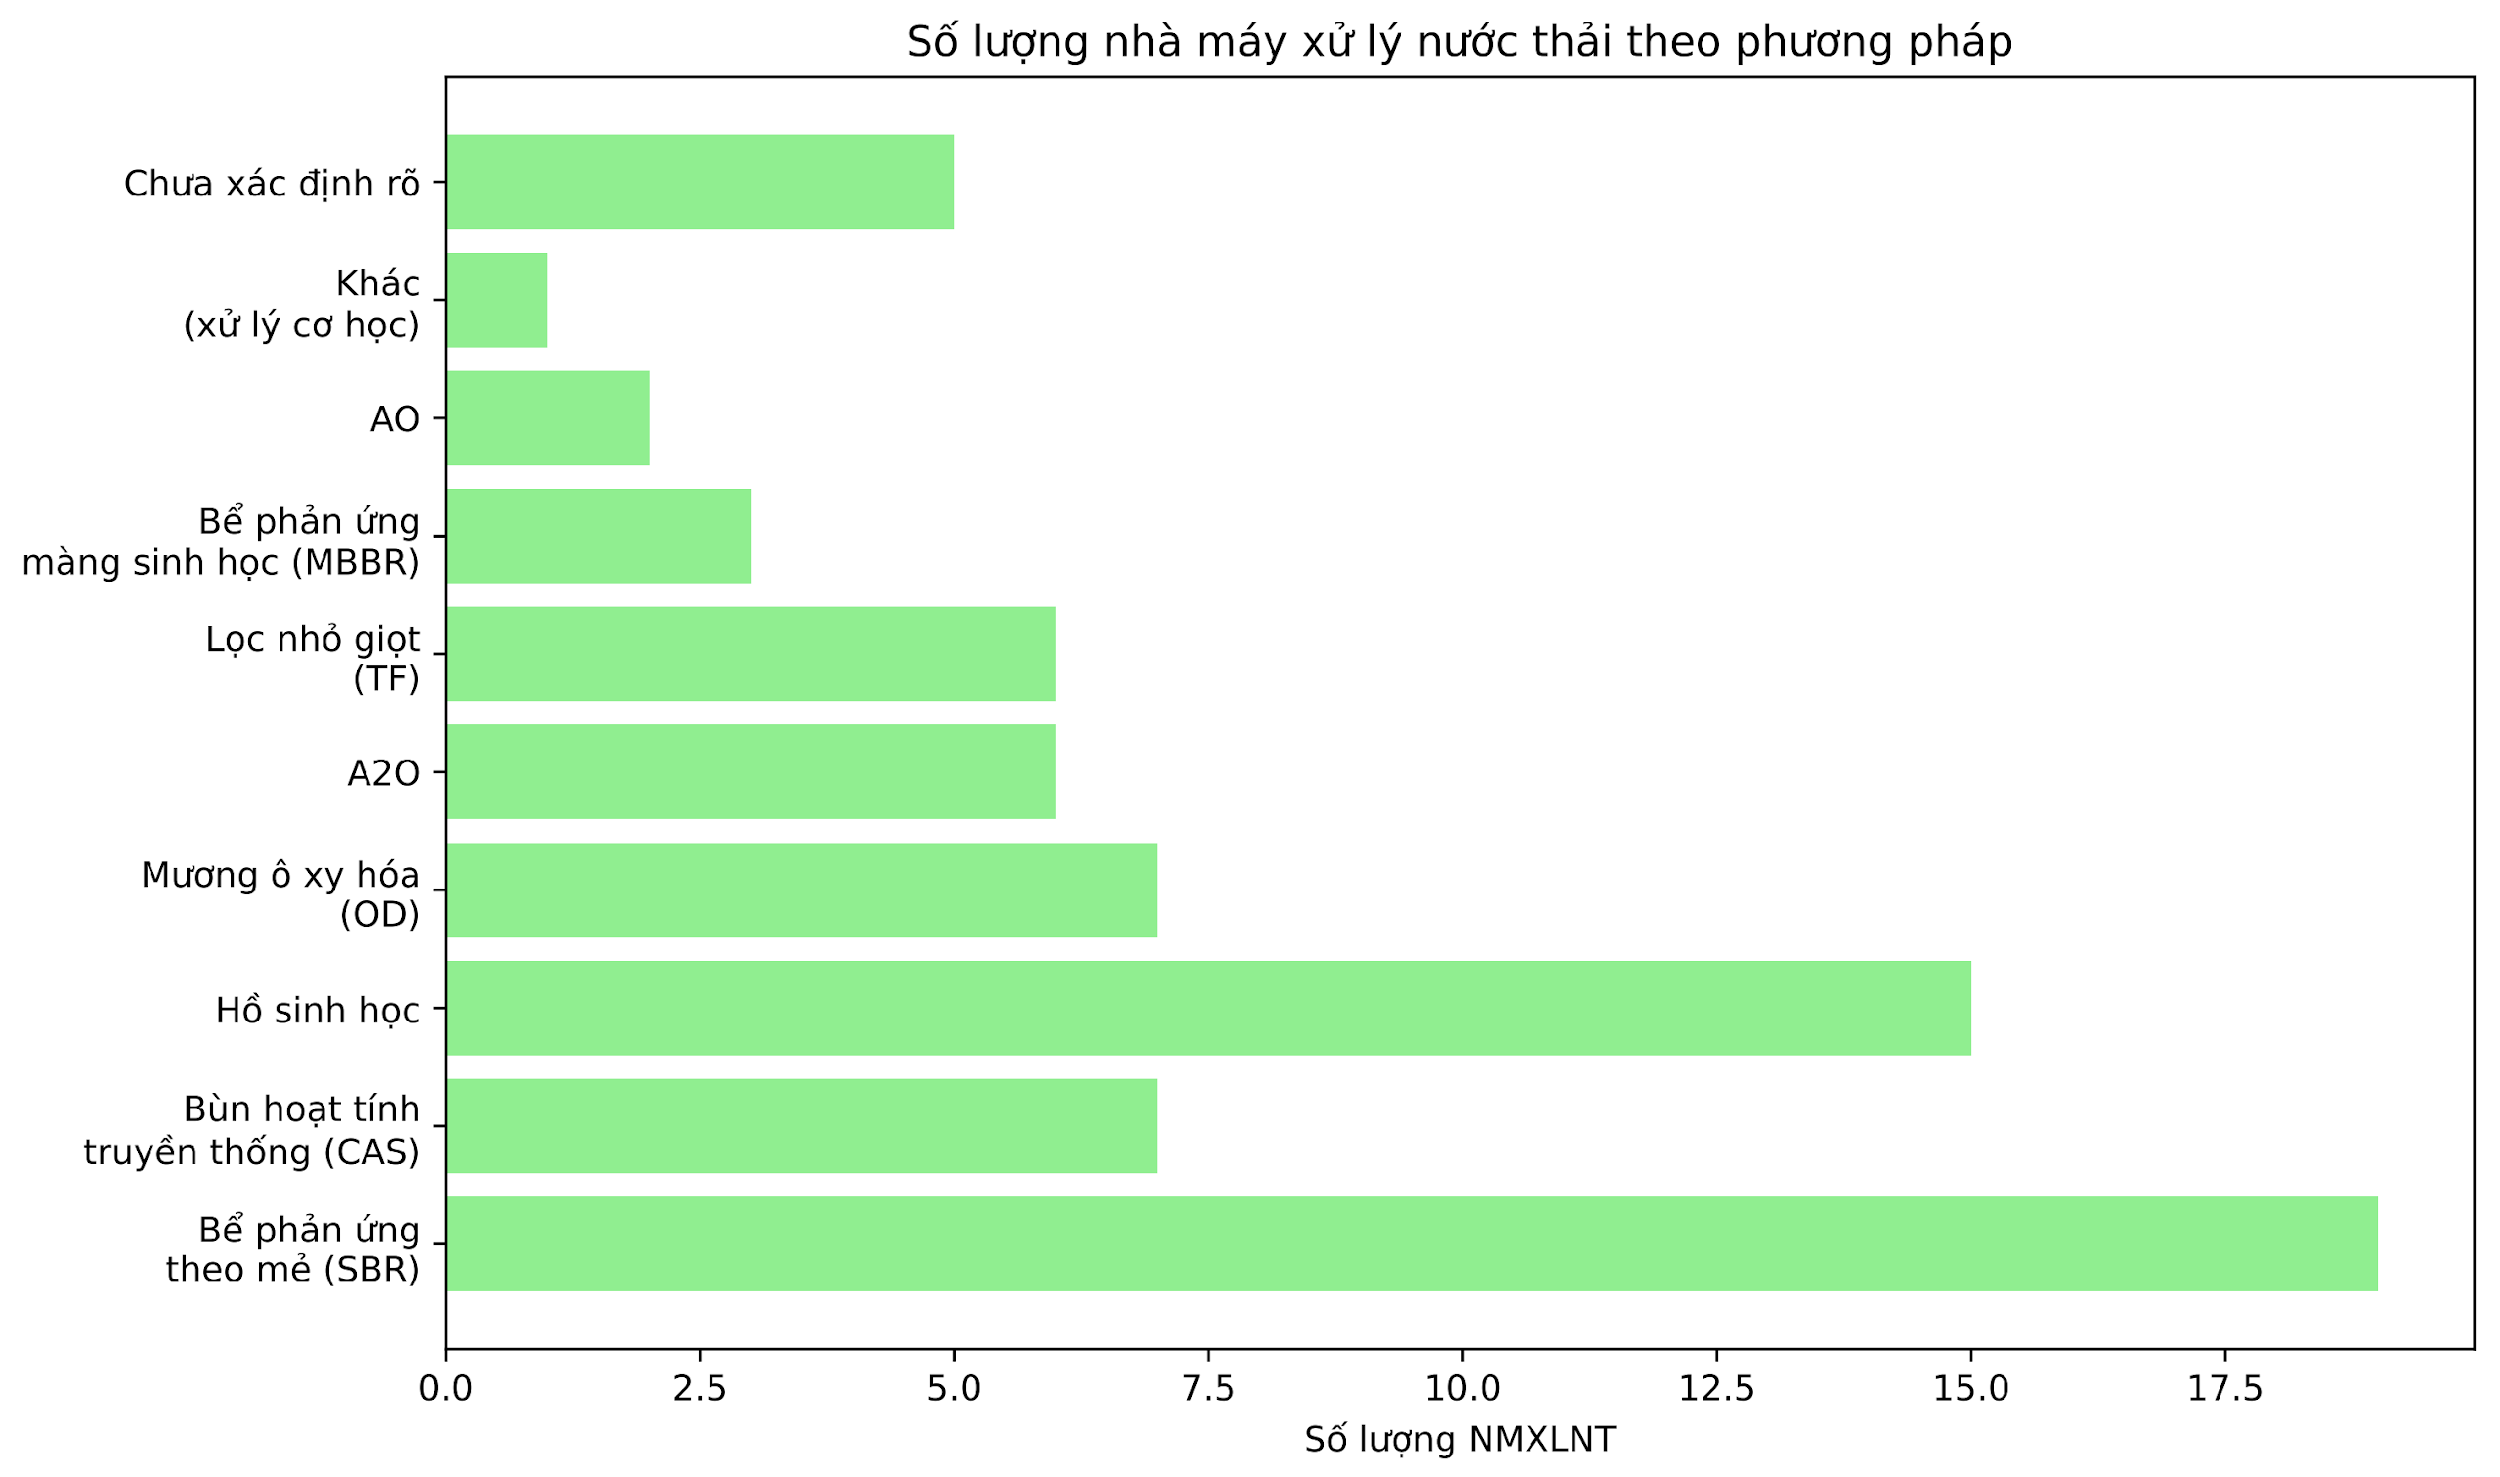 Số lượng nhà máy xử lý nước thải theo phương pháp
Chưa xác định rõ
Khác
(xử lý cơ học)
AO
Bể phản ứng
màng sinh học (MBBR)
Lọc nhỏ giọt
(TF)
A2O
Mương ô xy hóa
(OD)
Hồ sinh học
Bùn hoạt tính
truyền thống (CAS)
Bể phản ứng
theo mẻ (SBR)
0.0 2.5 5.0 7.5 10.0 12.5 15.0 17.5
Số lượng NMXLNT